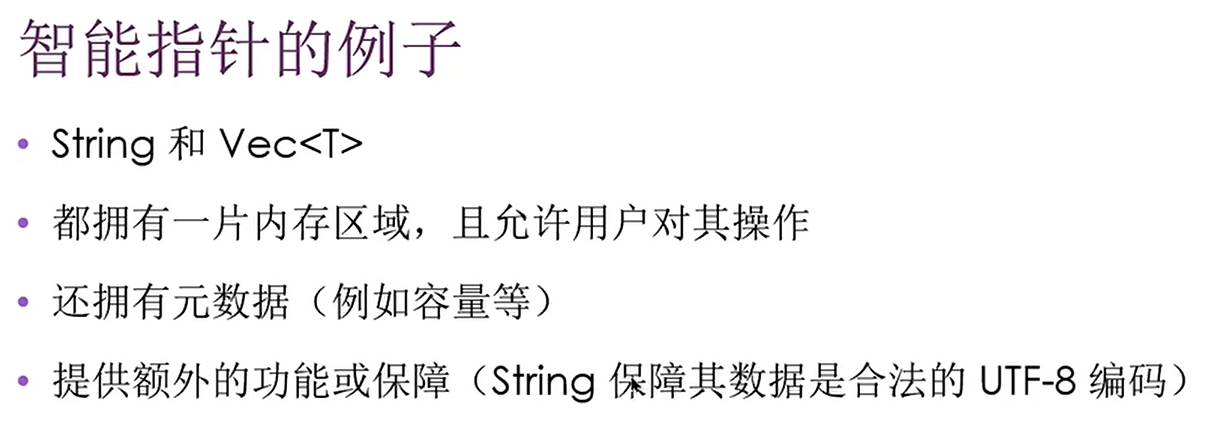 智能指针的例子
• String 和 Vec<T>
• 都拥有一片内存区域，且允许用户对其操作
• 还拥有元数据（例如容量等）
• 提供额外的功能或保障（String 保障其数据是合法的 UTF-8 编码）